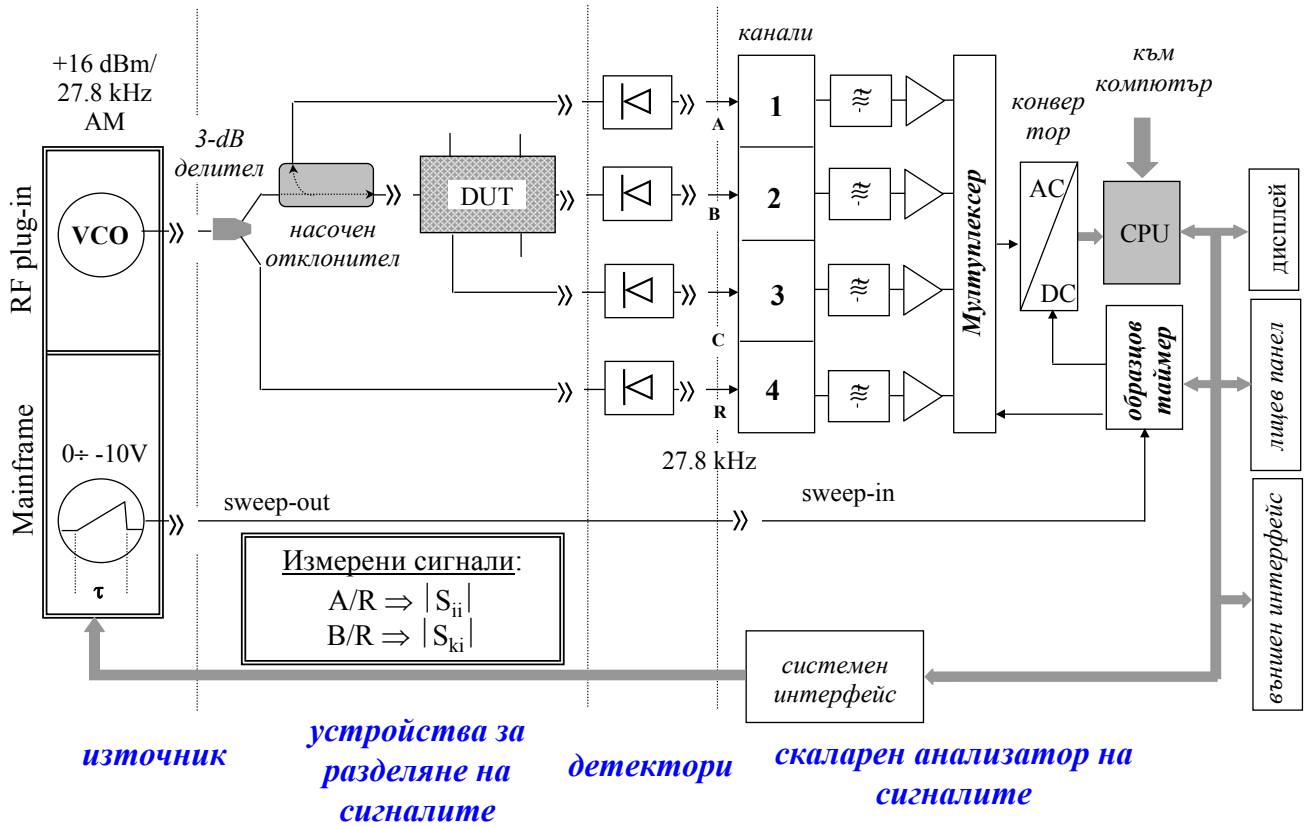 +16 dBm/
27.8 kHz
AM
RF plug-in
VCO
Mainframe
0÷ -10V
τ
3-dB
делител
насочен
отклонител
DUT
A
B
C
R
27.8 kHz
канали
1
2
3
4
Мултуплексер
конвер
тор
AC
DC
към
компютър
CPU
образцов
таймер
дисплей
лицев панел
външен интерфейс
sweep-out
sweep-in
Измерени сигнали:
A/R ⇒ |Sii|
B/R ⇒ |Ski|
системен
интерфейс
източник
устройства за
разделяне на
сигналите
детектори
скаларен анализатор на
сигналите